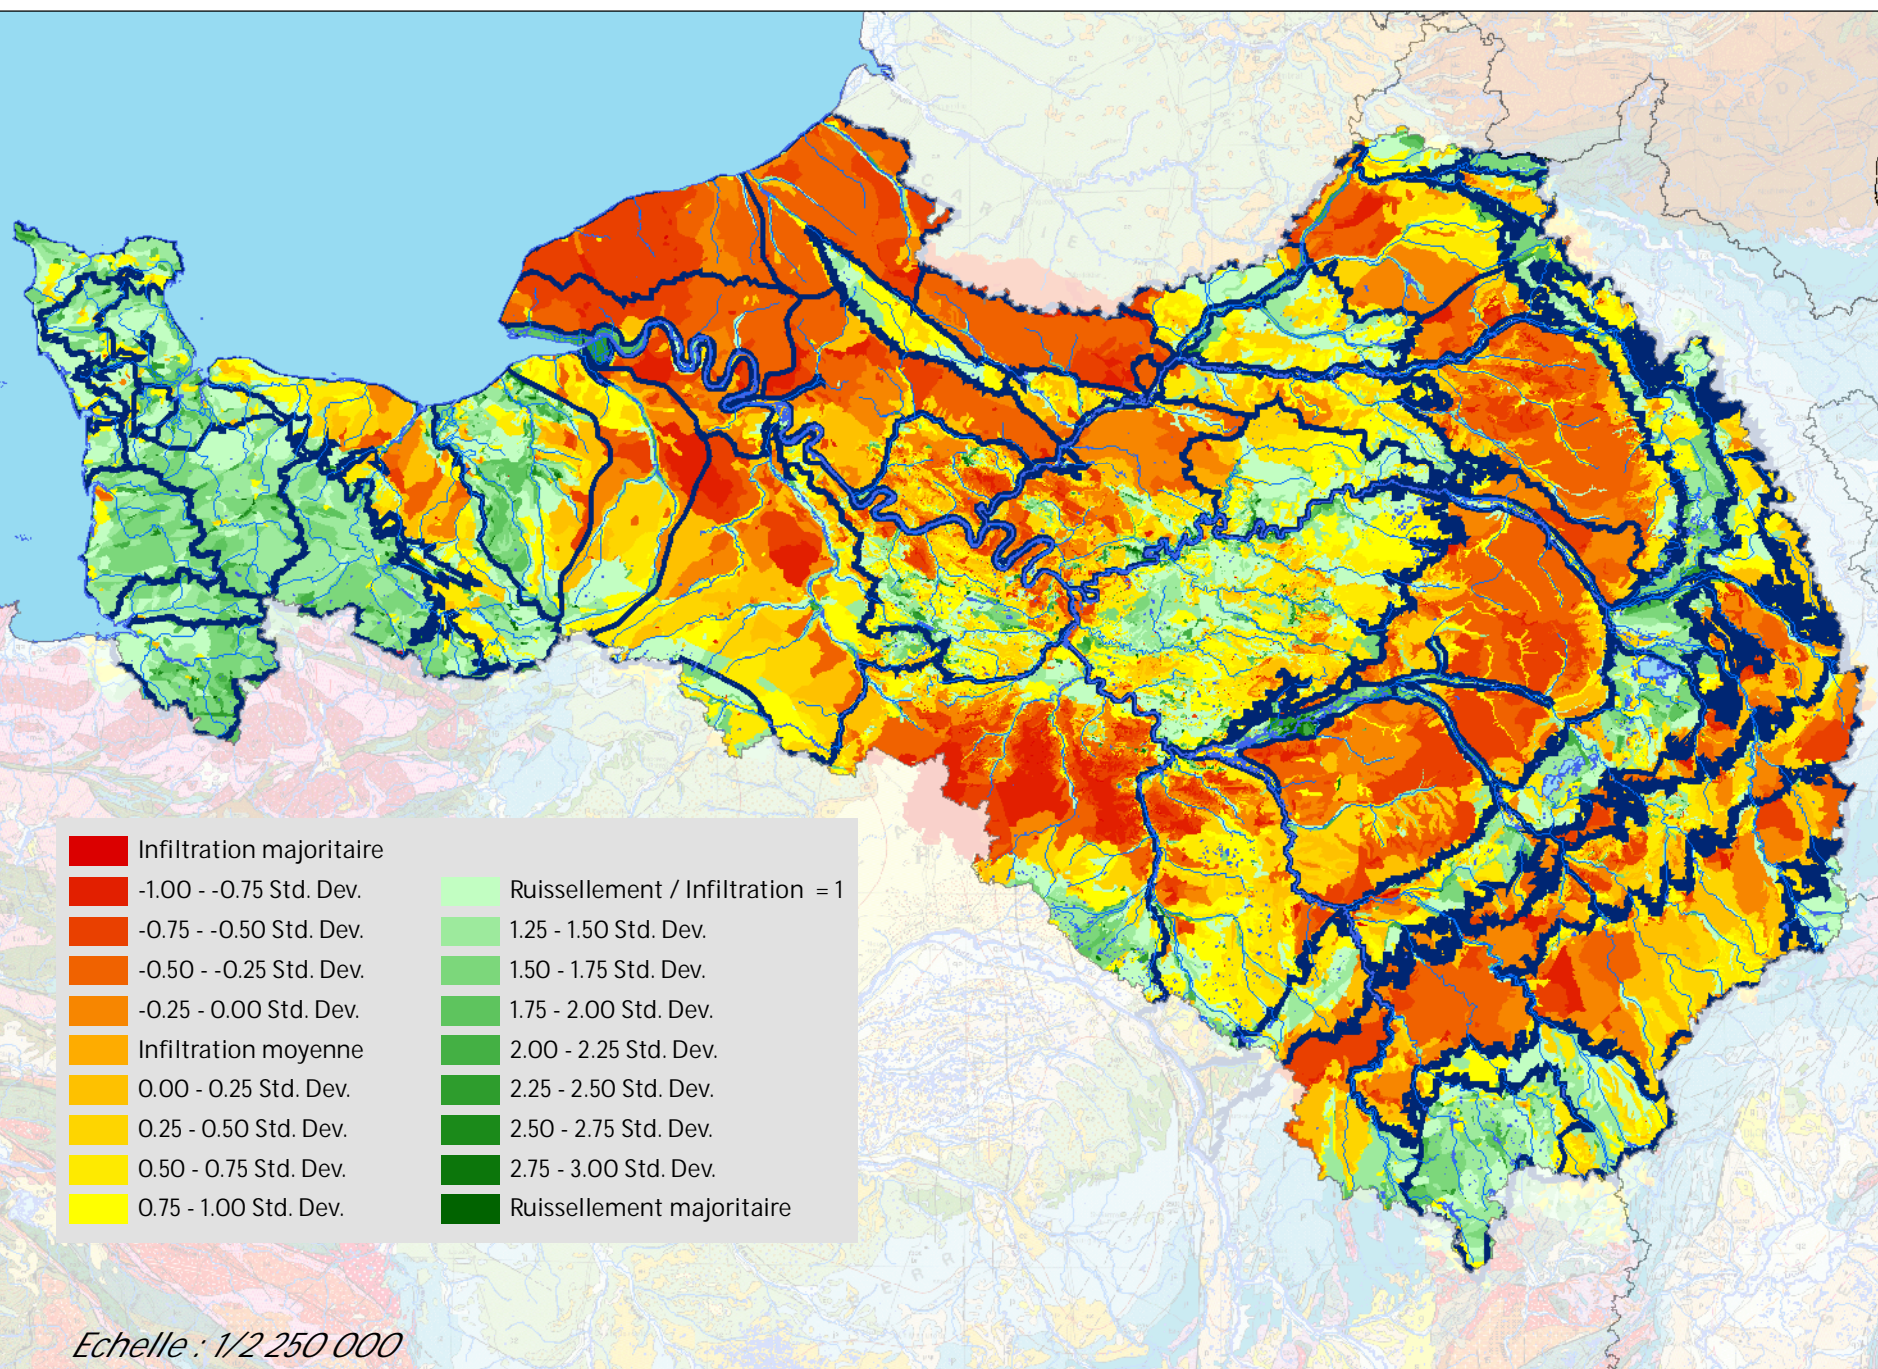 Infiltration majoritaire
-1.00 - -0.75 Std. Dev.
-0.75 - -0.50 Std. Dev.
-0.50 - -0.25 Std. Dev.
-0.25 - 0.00 Std. Dev.
Infiltration moyenne
0.00 - 0.25 Std. Dev.
0.25 - 0.50 Std. Dev.
0.50 - 0.75 Std. Dev.
0.75 - 1.00 Std. Dev.
Ruissellement / Infiltration = 1
1.25 - 1.50 Std. Dev.
1.50 - 1.75 Std. Dev.
1.75 - 2.00 Std. Dev.
2.00 - 2.25 Std. Dev.
2.25 - 2.50 Std. Dev.
2.50 - 2.75 Std. Dev.
2.75 - 3.00 Std. Dev.
Ruissellement majoritaire
Echelle : 1/2 250 000